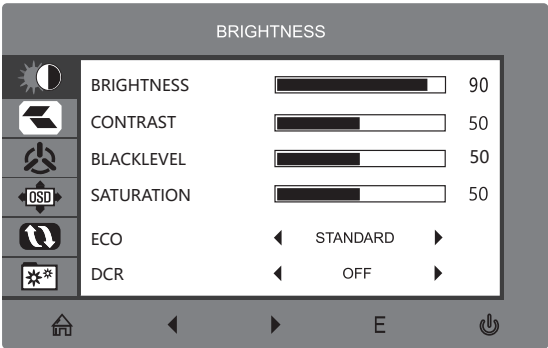 BRIGHTNESS
BRIGHTNESS 90
CONTRAST 50
BLACKLEVEL 50
SATURATION 50
OSD
ECO STANDARD
DCR OFF
E